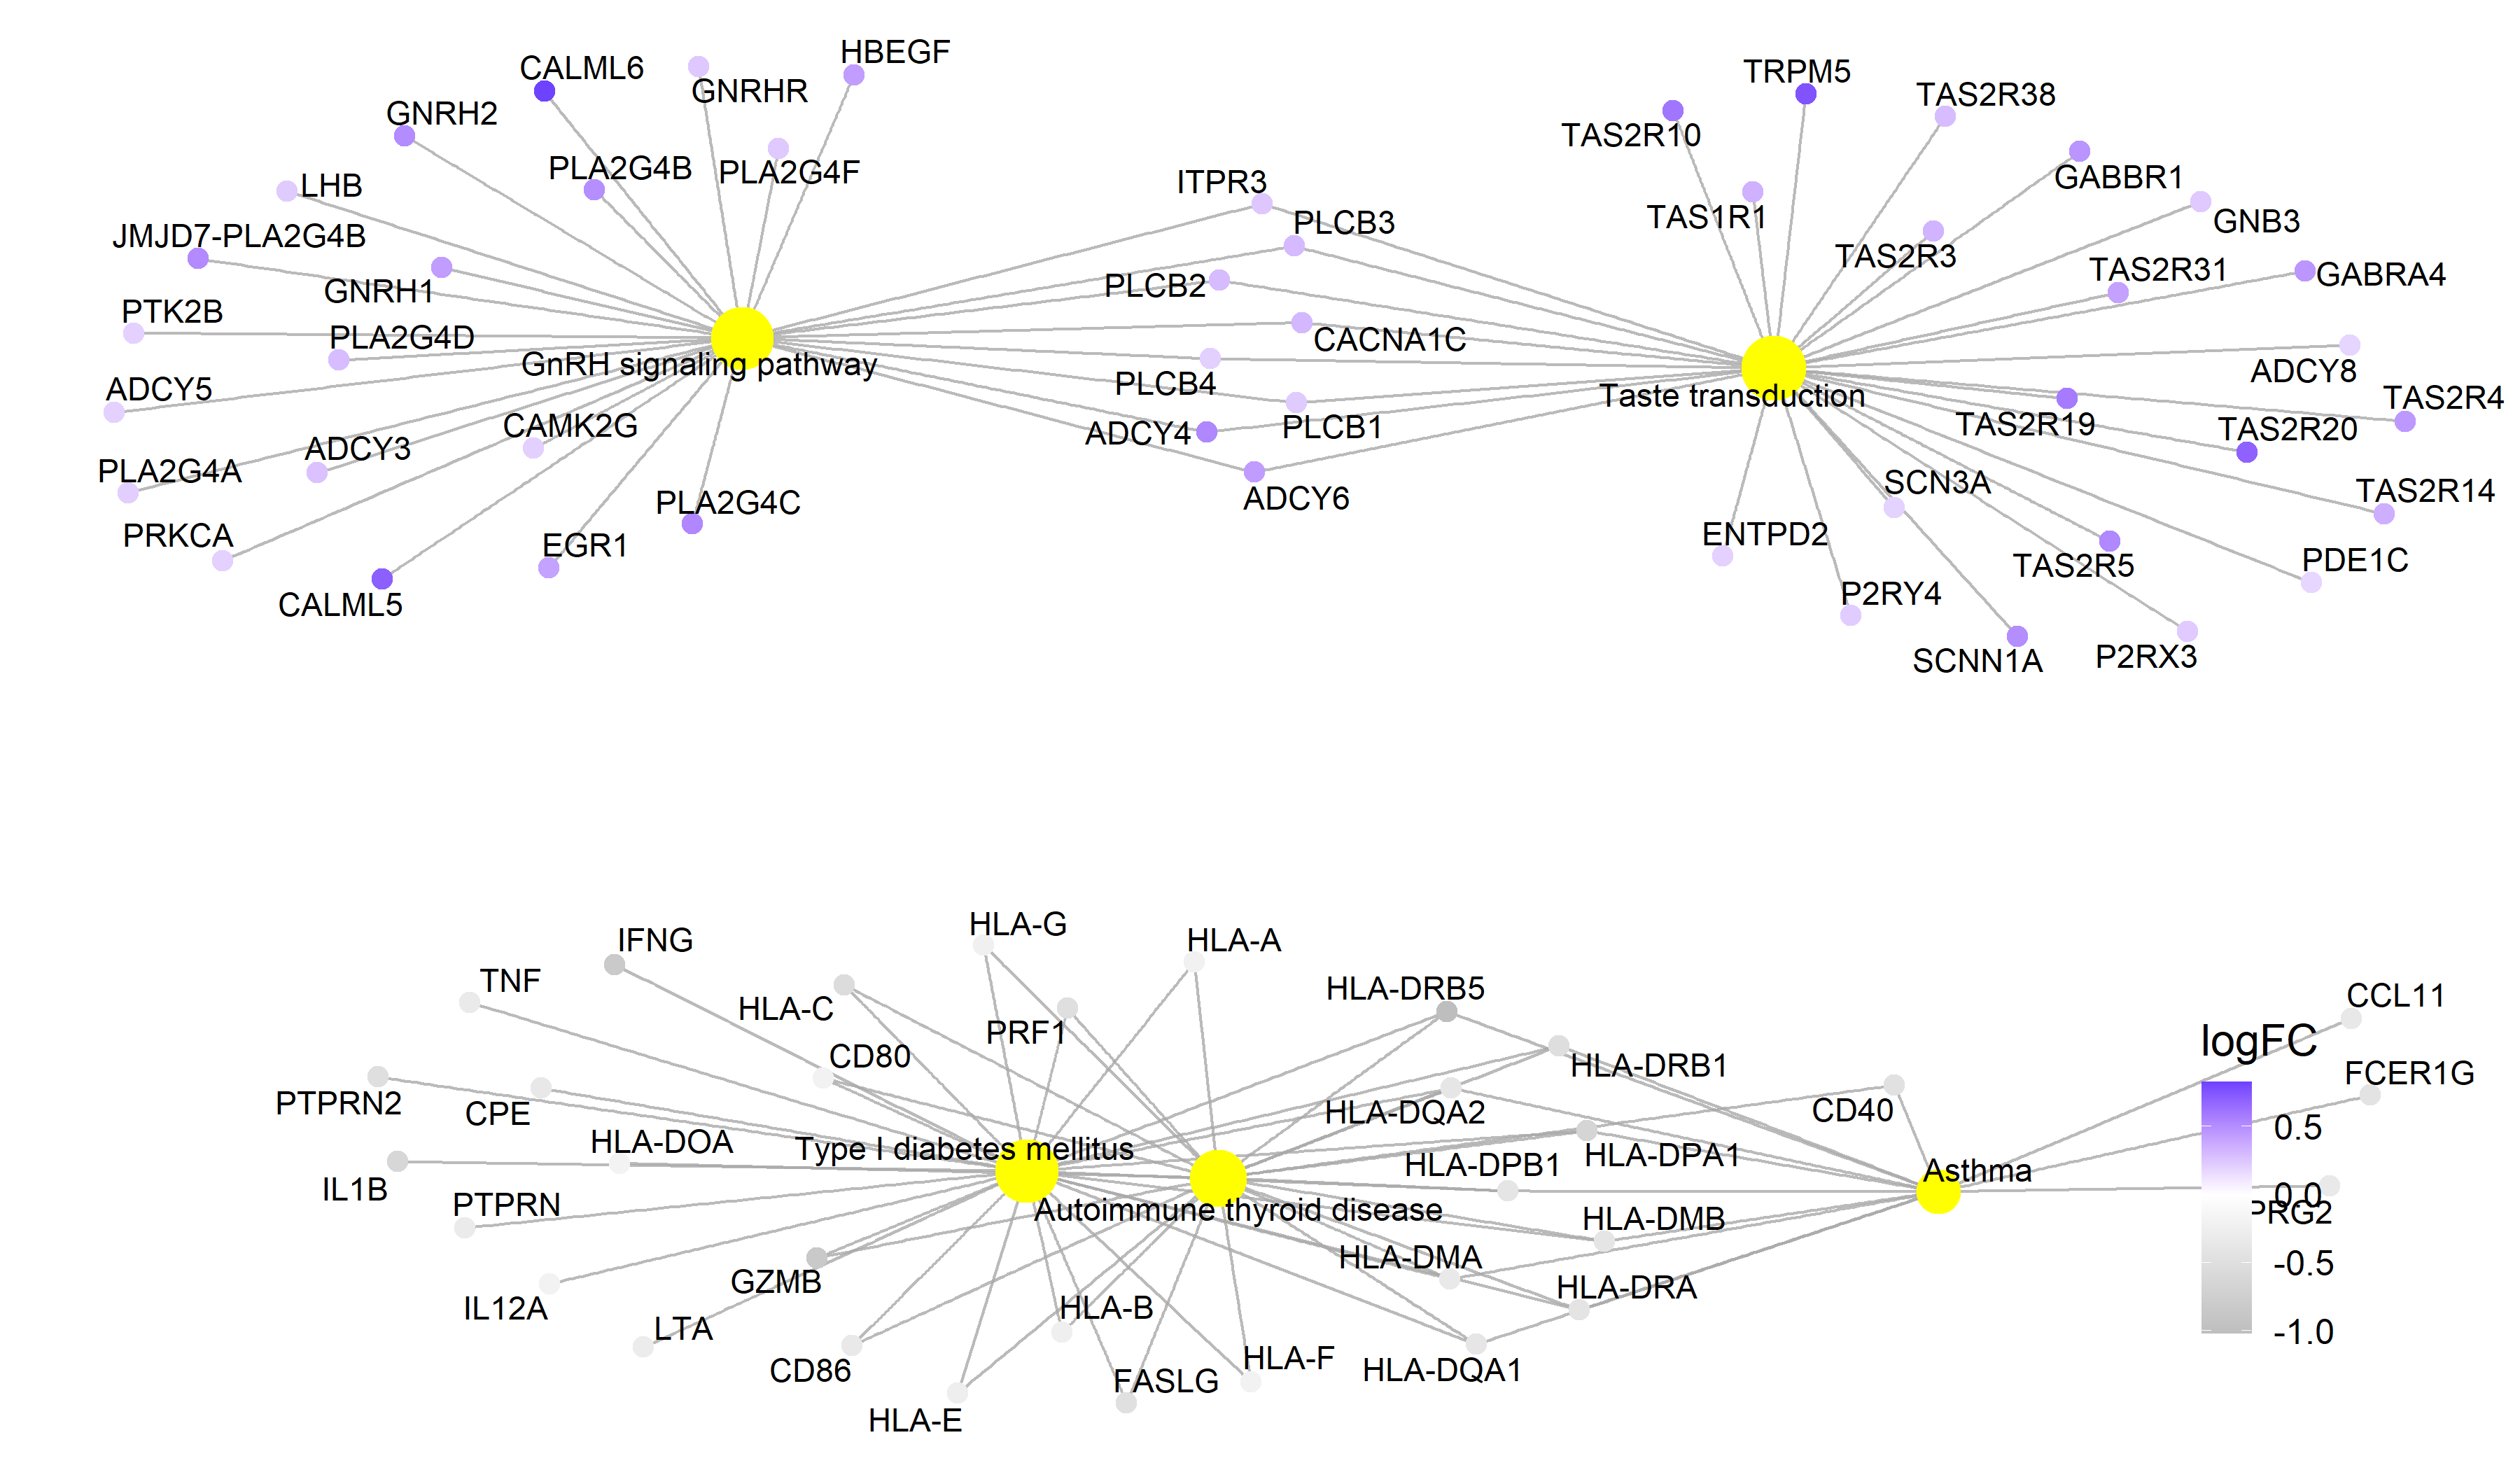 HBEGF
CALML6
GNRHR
GNRH2
PLA2G4B
PLA2G4F
LHB
JMJD7-PLA2G4B
GNRH1
PTK2B
PLA2G4D
GnRH signaling pathway
ADCY5
CAMK2G
ADCY3
PLA2G4A
PLA2G4C
PRKCA
EGR1
CALML5
ITPR3
PLCB3
PLCB2
CACNA1C
PLCB4
PLCB1
ADCY4
ADCY6
TRPM5
TAS2R38
TAS2R10
GABBR1
TAS1R1
GNB3
TAS2R3
TAS2R31
GABRA4
ADCY8
Taste transduction
TAS2R4
TAS2R19
TAS2R20
SCN3A
TAS2R14
ENTPD2
TAS2R5
PDE1C
P2RY4
SCNN1A
P2RX3
IFNG
HLA-G
HLA-A
TNF
HLA-C
PRF1
HLA-DRB5
CD80
HLA-DRB1
PTPRN2
CPE
HLA-DQA2
CD40
HLA-DOA
Type I diabetes mellitus
HLA-DPB1
HLA-DPA1
Asthma
IL1B
PTPRN
Autoimmune thyroid disease
HLA-DMB
HLA-DMA
GZMB
HLA-DRA
IL12A
HLA-B
LTA
CD86
FASLG
HLA-F
HLA-DQA1
HLA-E
CCL11
FCER1G
PRG2
logFC
0.5
0.0
-0.5
-1.0